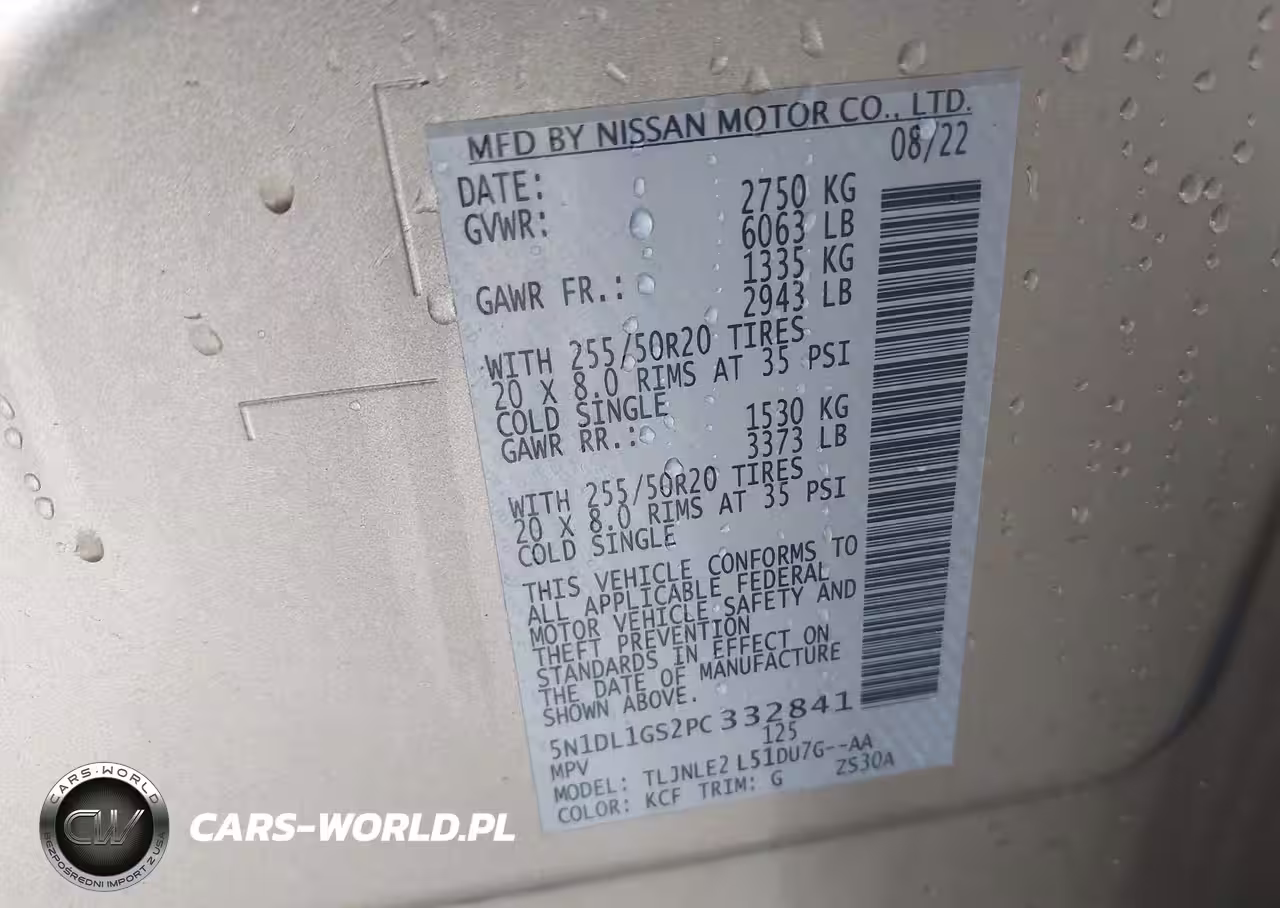 MFD BY NISSAN MOTOR CO., LTD.
DATE: 08/22
GVWR: 2750 KG
6063 LB
GAWR FR.: 1335 KG
2943 LB
WITH 255/50R20 TIRES
20 X 8.0 RIMS AT 35 PSI
COLD SINGLE
GAWR RR.: 1530 KG
3373 LB
WITH 255/50R20 TIRES
20 X 8.0 RIMS AT 35 PSI
COLD SINGLE
THIS VEHICLE CONFORMS TO
ALL APPLICABLE FEDERAL
MOTOR VEHICLE SAFETY AND
THEFT PREVENTION
STANDARDS IN EFFECT ON
THE DATE OF MANUFACTURE
SHOWN ABOVE.
5N1DL1GS2PC332841
MPV 125
MODEL: TLJNLE2 L51DU7G--AA
COLOR: KCF TRIM: G ZS30A
CARS-WORLD
CW
BEZPOŚREDNI IMPORT Z USA
CARS-WORLD.PL